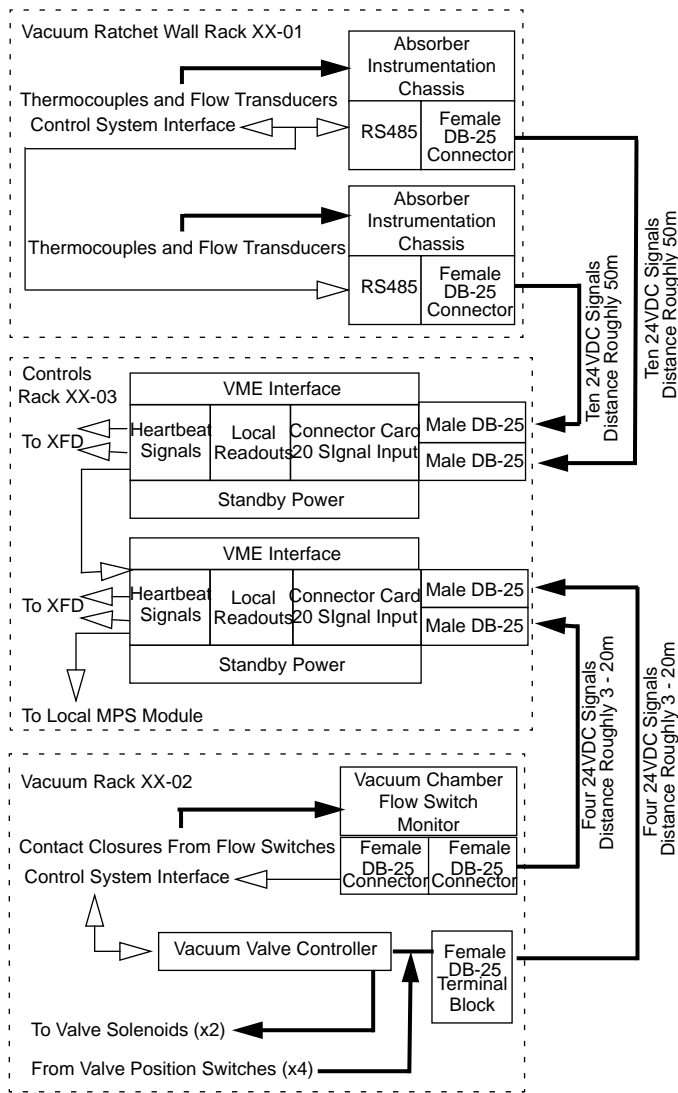 Vacuum Ratchet Wall Rack XX-01
Absorber
Instrumentation
Chassis
Thermocouples and Flow Transducers
Control System Interface
RS485
Female
DB-25
Connector
Absorber
Instrumentation
Chassis
Thermocouples and Flow Transducers
RS485
Female
DB-25
Connector
Ten 24VDC Signals
Distance Roughly 50m
Ten 24VDC Signals
Distance Roughly 50m
Controls
Rack XX-03
VME Interface
To XFD
Heartbeat
Signals
Local
Readouts
Connector Card
20 SIgnal Input
Male DB-25
Male DB-25
Standby Power
VME Interface
To XFD
Heartbeat
Signals
Local
Readouts
Connector Card
20 SIgnal Input
Male DB-25
Male DB-25
Standby Power
To Local MPS Module
Four 24VDC Signals
Distance Roughly 3 - 20m
Four 24VDC Signals
Distance Roughly 3 - 20m
Vacuum Rack XX-02
Vacuum Chamber
Flow Switch
Monitor
Contact Closures From Flow Switches
Control System Interface
Female
DB-25
Connector
Female
DB-25
Connector
Vacuum Valve Controller
Female
DB-25
Terminal
Block
To Valve Solenoids (x2)
From Valve Position Switches (x4)